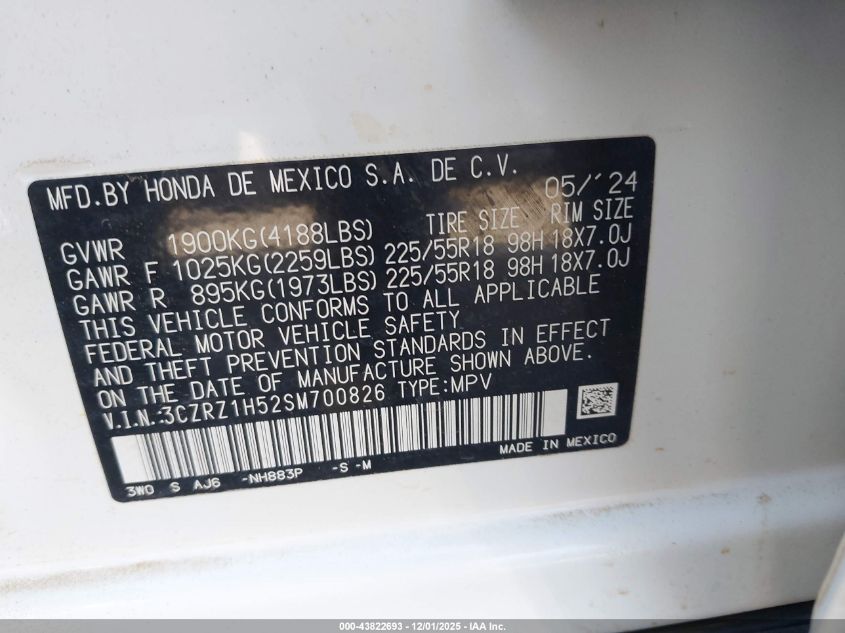 MFD.BY HONDA DE MEXICO S.A. DE C.V. 05/'24
GVWR 1900KG(4188LBS) TIRE SIZE RIM SIZE
GAWR F 1025KG(2259LBS) 225/55R18 98H 18X7.0J
GAWR R 895KG(1973LBS) 225/55R18 98H 18X7.0J
THIS VEHICLE CONFORMS TO ALL APPLICABLE
FEDERAL MOTOR VEHICLE SAFETY
AND THEFT PREVENTION STANDARDS IN EFFECT
ON THE DATE OF MANUFACTURE SHOWN ABOVE.
V.I.N.:3CZRZ1H52SM700826 TYPE:MPV
MADE IN MEXICO
3W0 S AJ6 -NH883P -S -M
000-43822693 - 12/01/2025 - IAA Inc.